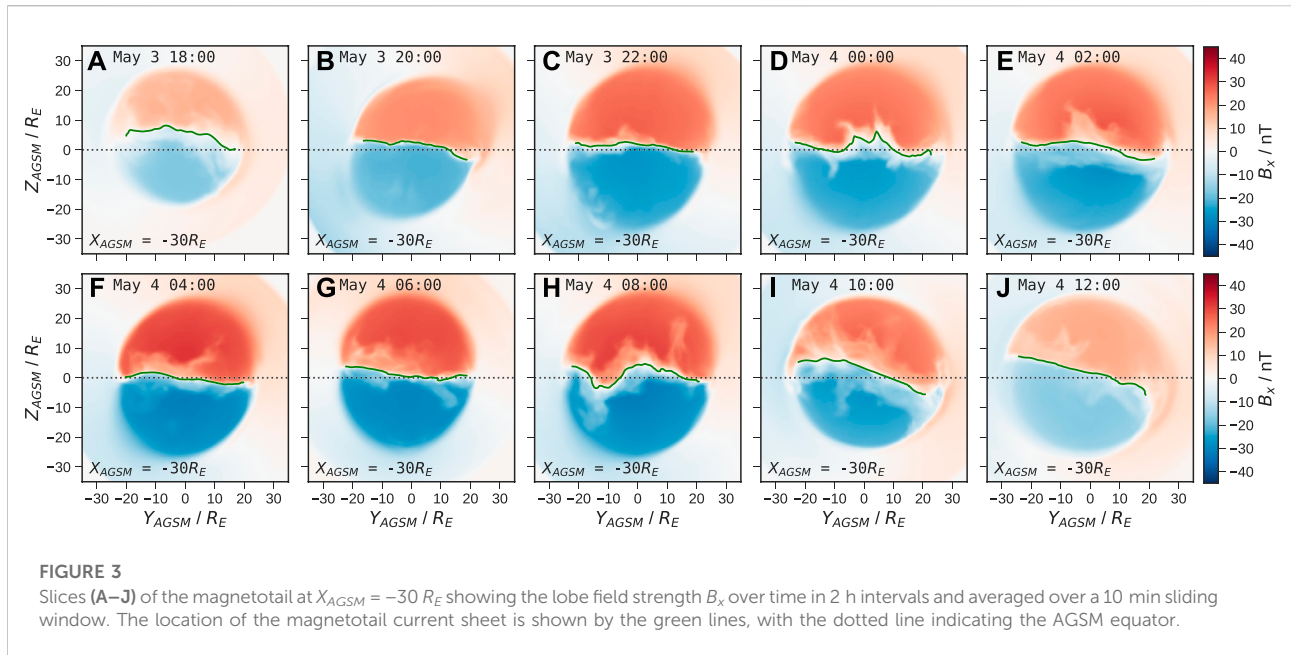 A May 3 18:00
B May 3 20:00
C May 3 22:00
D May 4 00:00
E May 4 02:00
30
20
10
0
−10
−20
−30
Z_AGSM / R_E
X_AGSM = -30R_E
X_AGSM = -30R_E
X_AGSM = -30R_E
X_AGSM = -30R_E
X_AGSM = -30R_E
40
30
20
10
0
−10
−20
−30
−40
B_x / nT
F May 4 04:00
G May 4 06:00
H May 4 08:00
I May 4 10:00
J May 4 12:00
30
20
10
0
−10
−20
−30
Z_AGSM / R_E
X_AGSM = -30R_E
X_AGSM = -30R_E
X_AGSM = -30R_E
X_AGSM = -30R_E
X_AGSM = -30R_E
40
30
20
10
0
−10
−20
−30
−40
B_x / nT
−30 −20 −10 0 10 20 30
−30 −20 −10 0 10 20 30
−30 −20 −10 0 10 20 30
−30 −20 −10 0 10 20 30
−30 −20 −10 0 10 20 30
Y_AGSM / R_E
Y_AGSM / R_E
Y_AGSM / R_E
Y_AGSM / R_E
Y_AGSM / R_E
FIGURE 3
Slices (A–J) of the magnetotail at X_AGSM = −30 R_E showing the lobe field strength B_x over time in 2 h intervals and averaged over a 10 min sliding
window. The location of the magnetotail current sheet is shown by the green lines, with the dotted line indicating the AGSM equator.